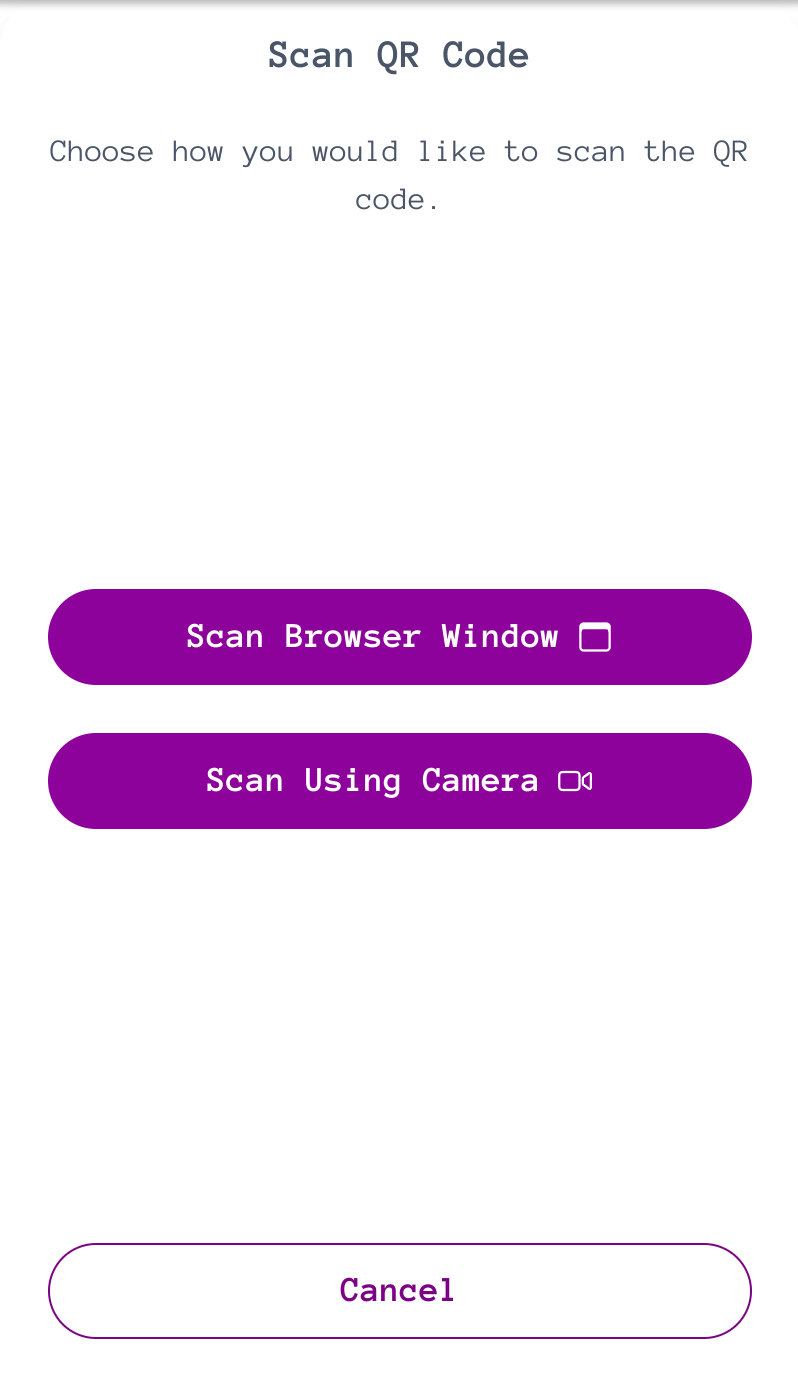 Scan QR Code
Choose how you would like to scan the QR
code.
Scan Browser Window
Scan Using Camera
Cancel